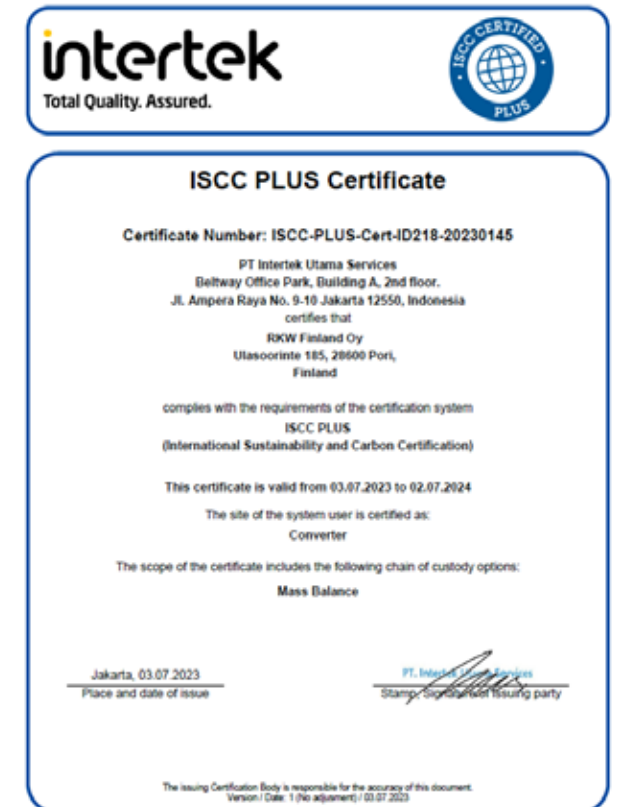 intertek
Total Quality. Assured.
ISCC CERTIFIED
PLUS
ISCC PLUS Certificate
Certificate Number: ISCC-PLUS-Cert-ID218-20230145
PT Intertek Utama Services
Beltway Office Park, Building A, 2nd floor.
Jl. Ampera Raya No. 9-10 Jakarta 12550, Indonesia
certifies that
RKW Finland Oy
Ulasoorinte 185, 28600 Pori,
Finland
complies with the requirements of the certification system
ISCC PLUS
(International Sustainability and Carbon Certification)
This certificate is valid from 03.07.2023 to 02.07.2024
The site of the system user is certified as:
Converter
The scope of the certificate includes the following chain of custody options:
Mass Balance
Jakarta, 03.07.2023
Place and date of issue
PT. Intertek Utama Services
Stamp, Signature of issuing party
The issuing Certification Body is responsible for the accuracy of this document.
Version / Date: 1 (No adjusment) / 03.07.2023